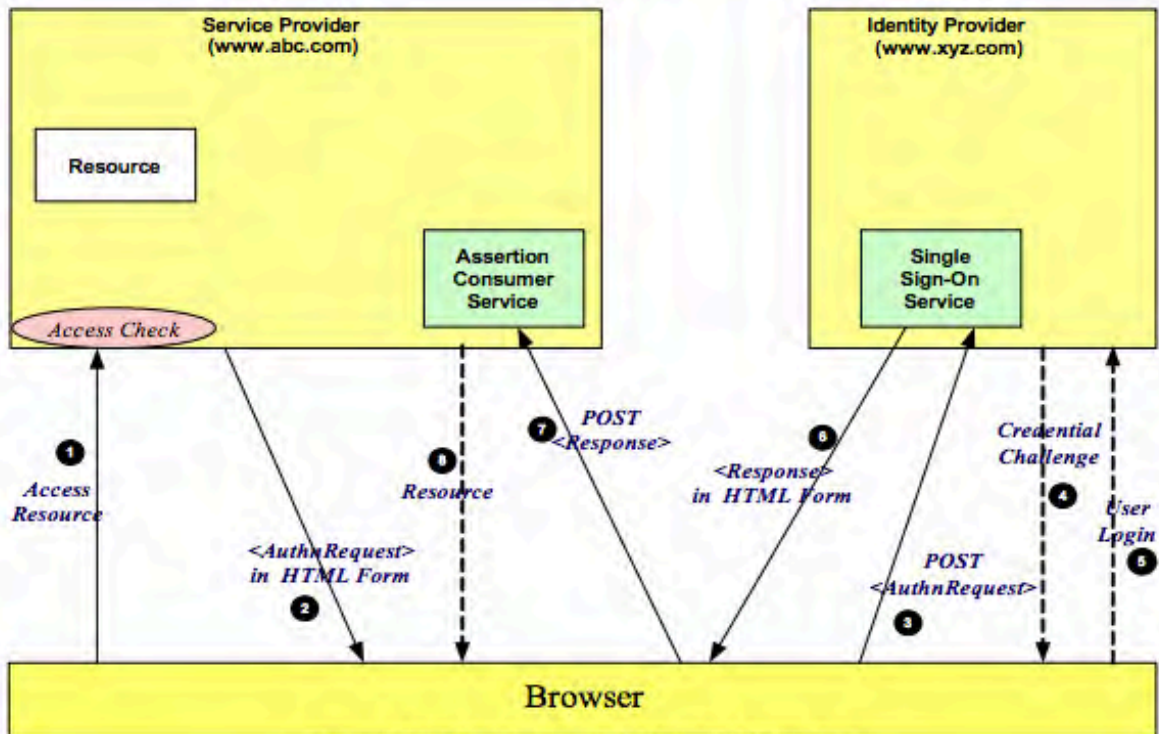 Service Provider
(www.abc.com)
Identity Provider
(www.xyz.com)
Resource
Assertion
Consumer
Service
Single
Sign-On
Service
Access Check
1
Access
Resource
<AuthnRequest>
in HTML Form
2
8
Resource
7
POST
<Response>
6
<Response>
in HTML Form
POST
<AuthnRequest>
3
Credential
Challenge
4
User
Login
5
Browser